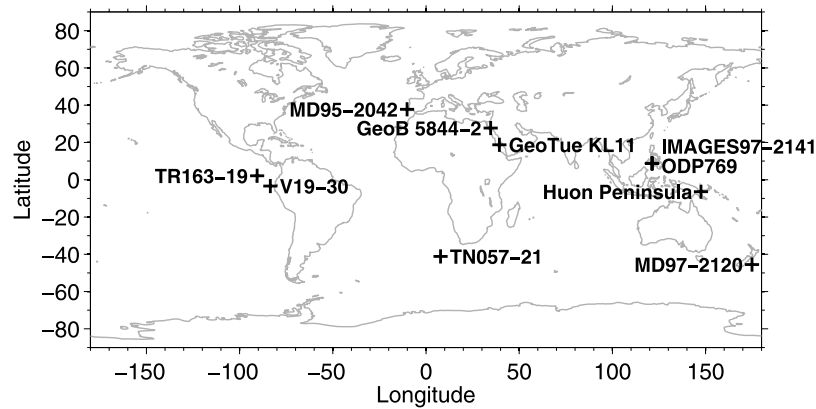 80
60
40
20
0
−20
−40
−60
−80
Latitude
MD95−2042
GeoB 5844−2
GeoTue KL11
IMAGES97−2141
ODP769
TR163−19
V19−30
Huon Peninsula
TN057−21
MD97−2120
−150 −100 −50 0 50 100 150
Longitude